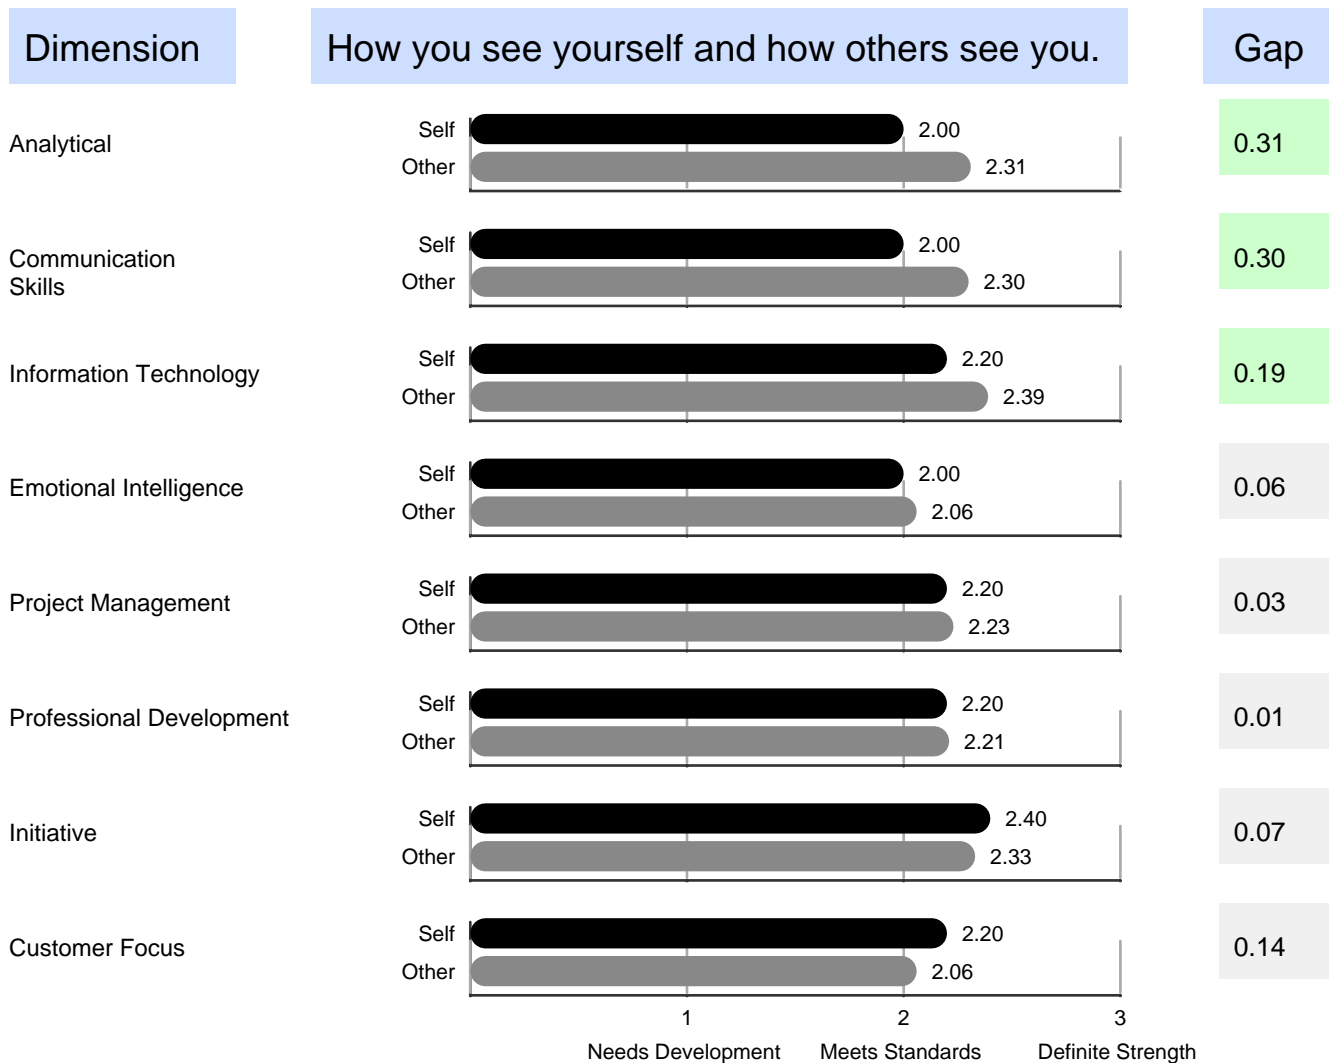 Dimension How you see yourself and how others see you. Gap
Analytical
Self 2.00
Other 2.31
0.31
Communication
Skills
Self 2.00
Other 2.30
0.30
Information Technology
Self 2.20
Other 2.39
0.19
Emotional Intelligence
Self 2.00
Other 2.06
0.06
Project Management
Self 2.20
Other 2.23
0.03
Professional Development
Self 2.20
Other 2.21
0.01
Initiative
Self 2.40
Other 2.33
0.07
Customer Focus
Self 2.20
Other 2.06
0.14
1 2 3
Needs Development Meets Standards Definite Strength